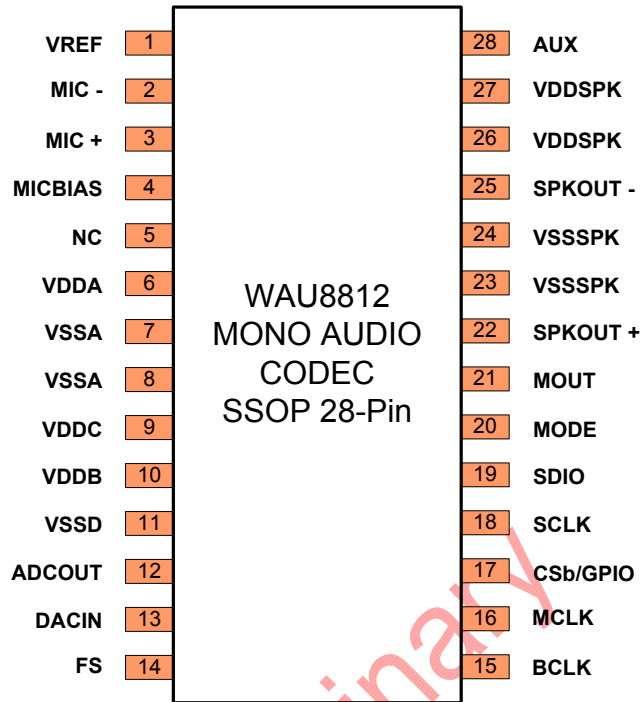 VREF 1
MIC - 2
MIC + 3
MICBIAS 4
NC 5
VDDA 6
VSSA 7
VSSA 8
VDDC 9
VDDB 10
VSSD 11
ADCOUT 12
DACIN 13
FS 14
WAU8812
MONO AUDIO
CODEC
SSOP 28-Pin
28 AUX
27 VDDSPK
26 VDDSPK
25 SPKOUT -
24 VSSSPK
23 VSSSPK
22 SPKOUT +
21 MOUT
20 MODE
19 SDIO
18 SCLK
17 CSb/GPIO
16 MCLK
15 BCLK